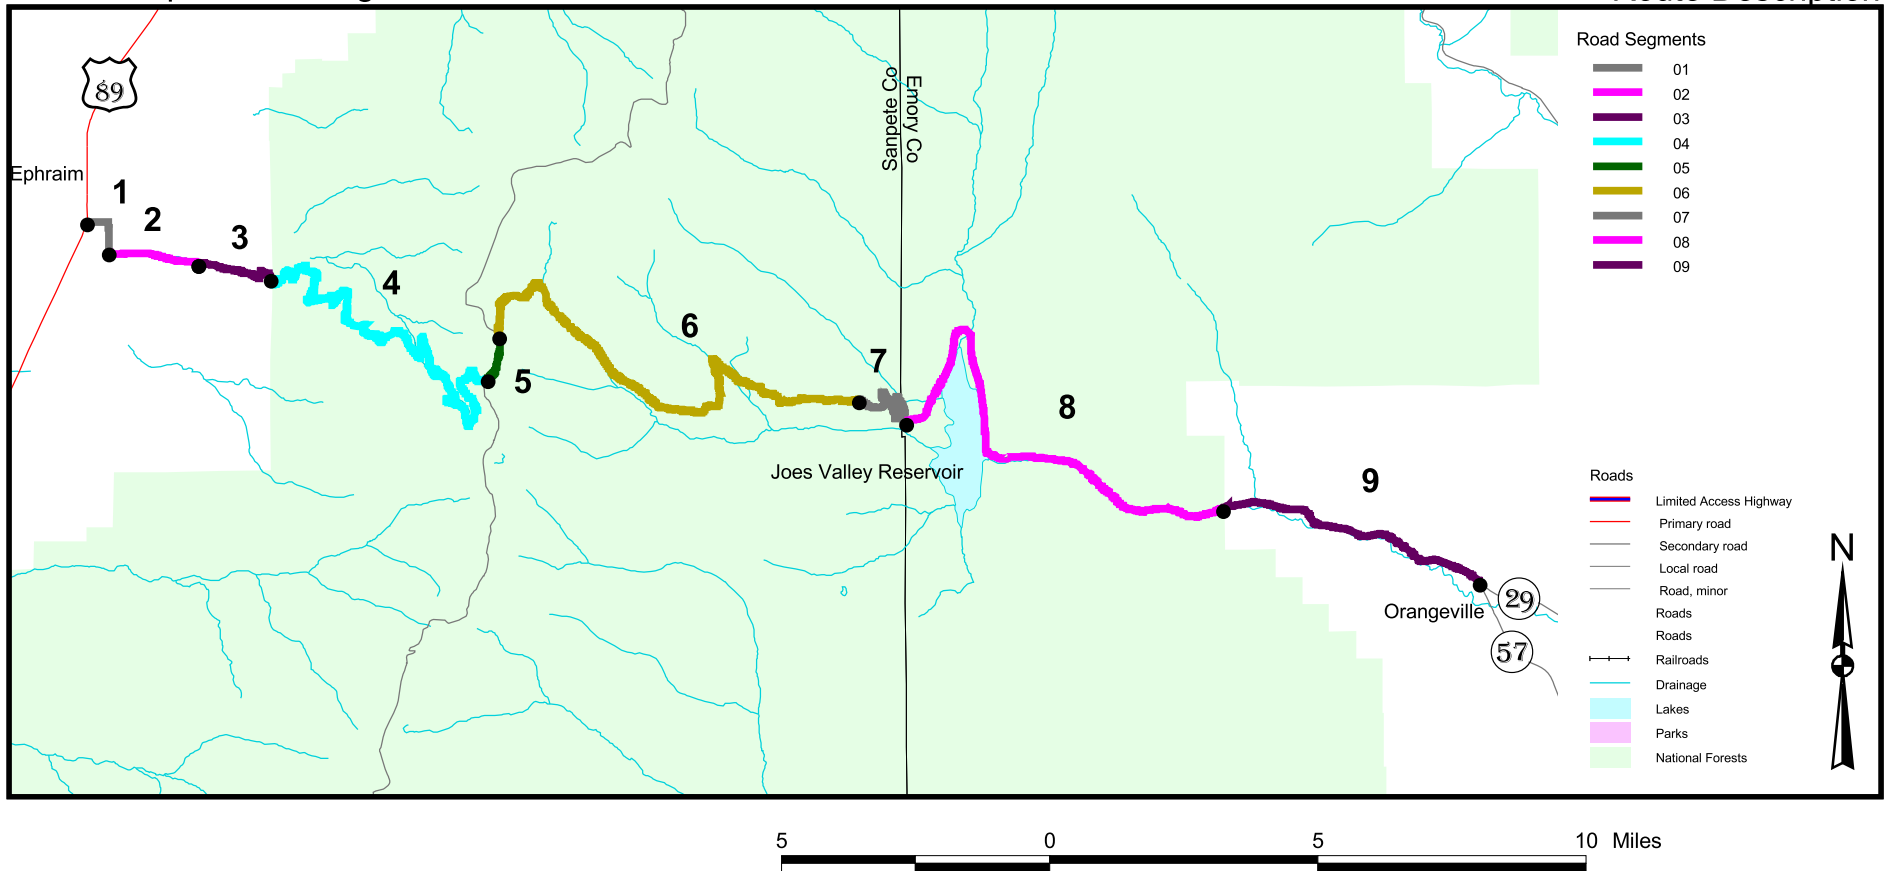 Route Description
89
Ephraim
1
2
3
4
5
6
7
8
9
Sanpete Co
Emory Co
Joes Valley Reservoir
Orangeville
29
57
Road Segments
01
02
03
04
05
06
07
08
09
Roads
Limited Access Highway
Primary road
Secondary road
Local road
Road, minor
Roads
Roads
Railroads
Drainage
Lakes
Parks
National Forests
N
5 0 5 10 Miles